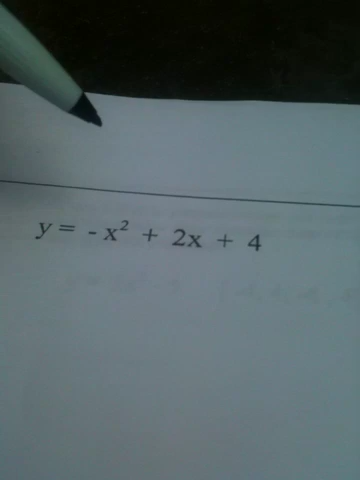 y = - x² + 2x + 4